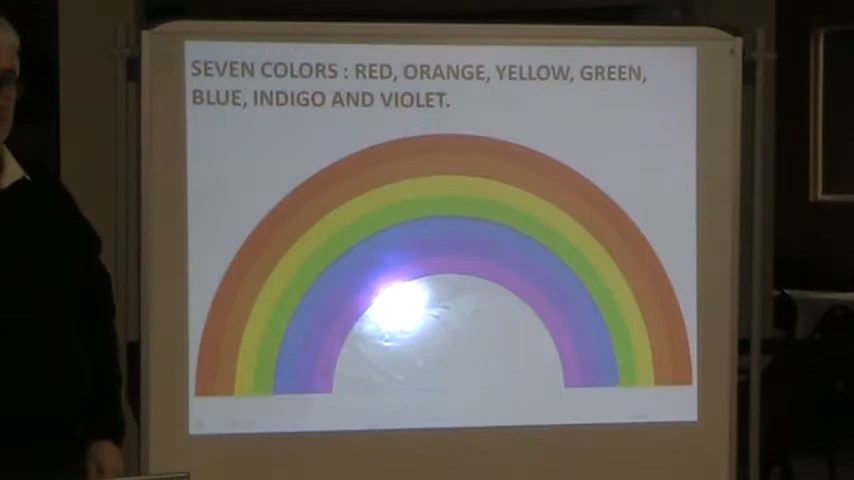 SEVEN COLORS : RED, ORANGE, YELLOW, GREEN,
BLUE, INDIGO AND VIOLET.